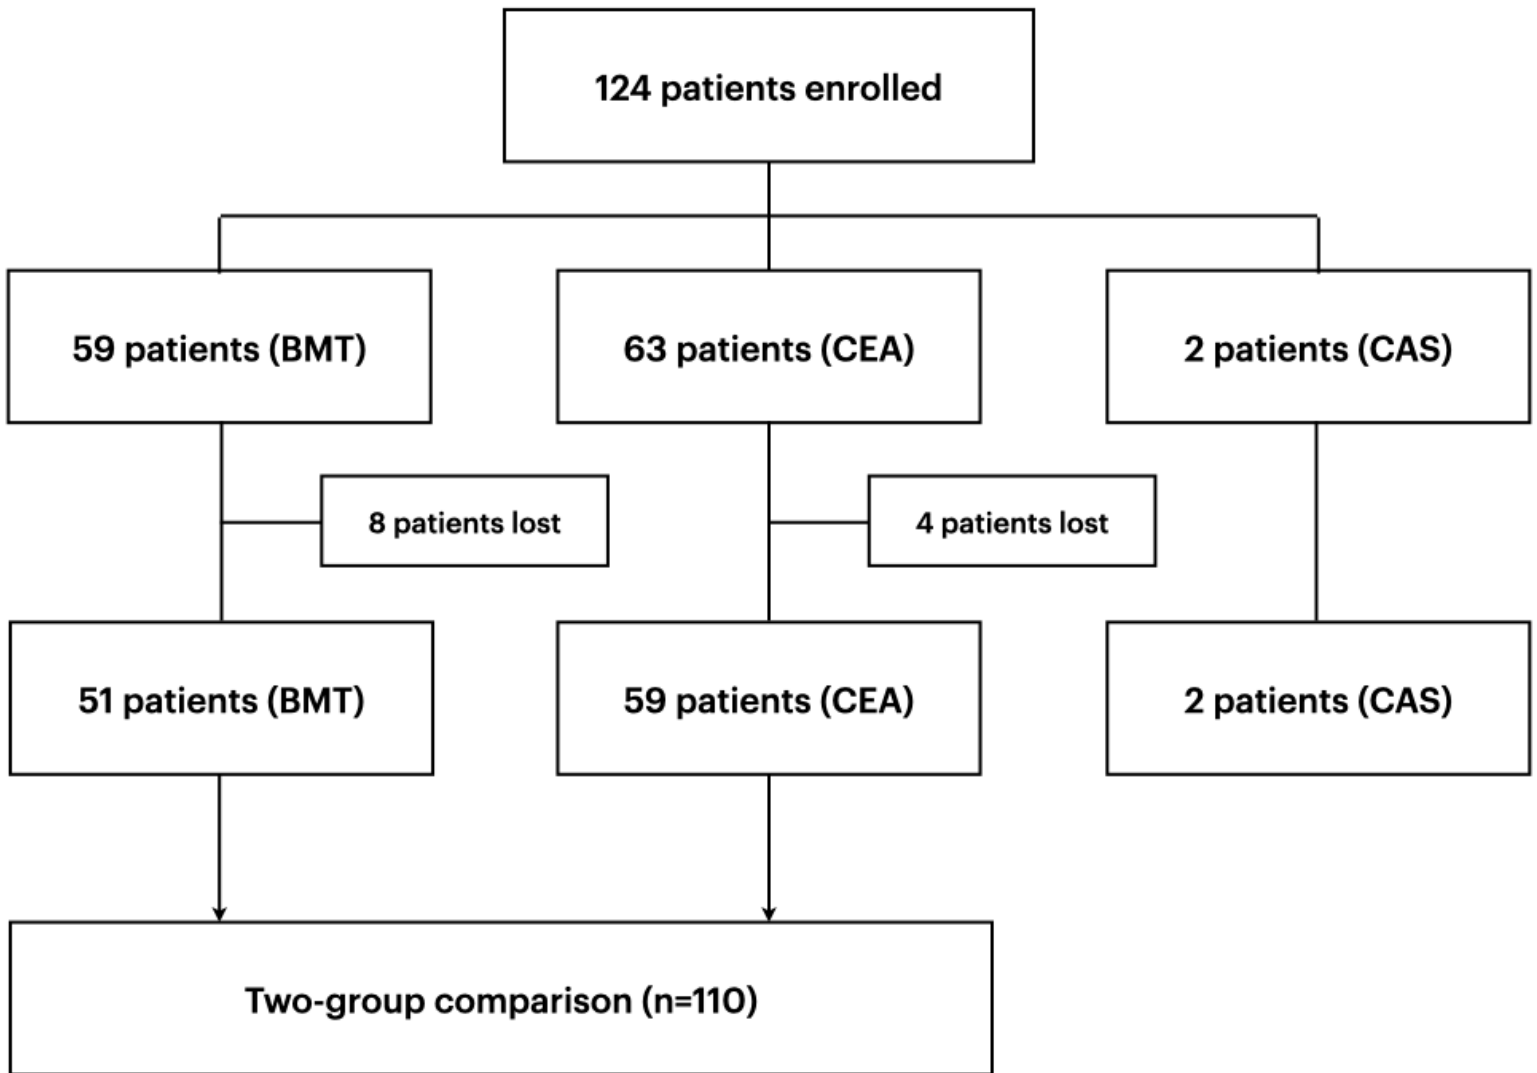 124 patients enrolled
59 patients (BMT)
63 patients (CEA)
2 patients (CAS)
8 patients lost
4 patients lost
51 patients (BMT)
59 patients (CEA)
2 patients (CAS)
Two-group comparison (n=110)